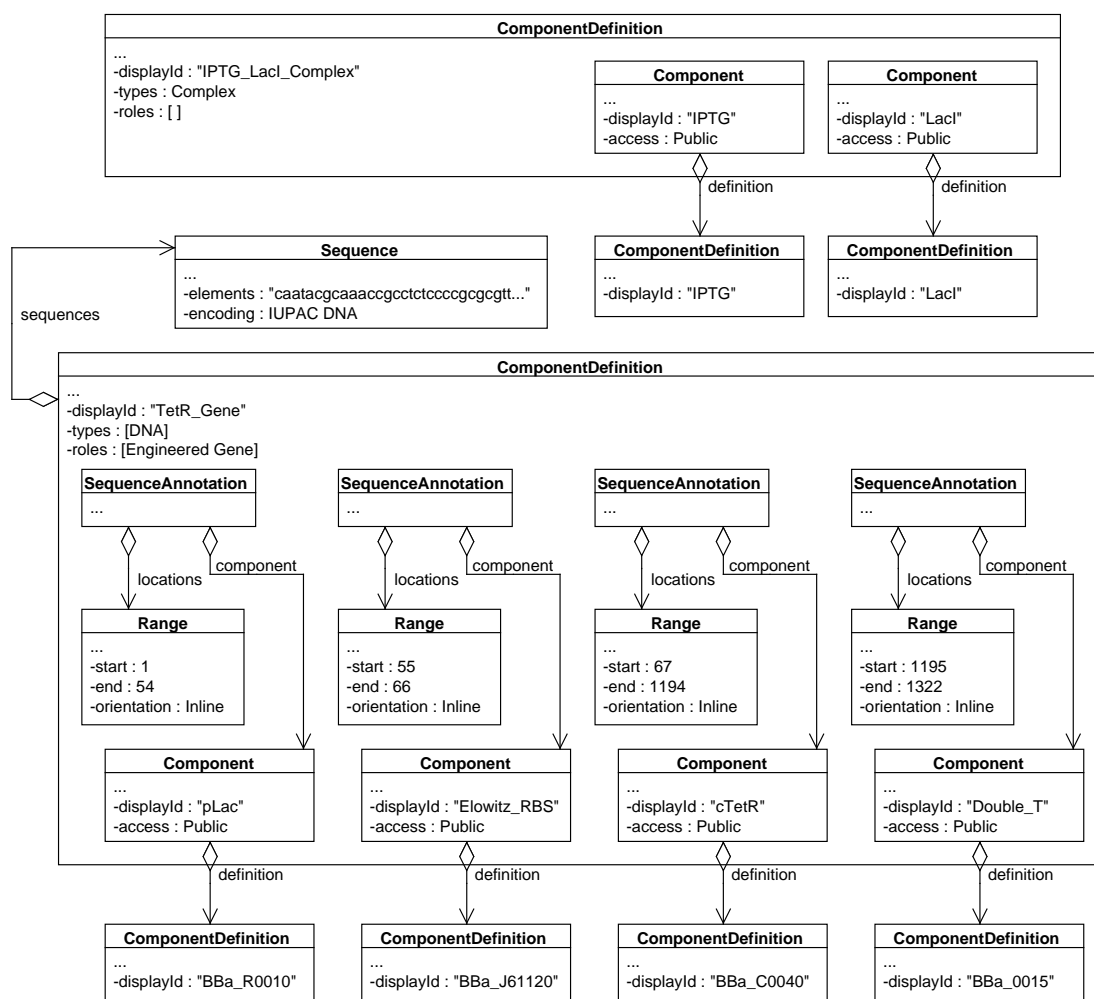 ComponentDefinition
...
-displayId : "IPTG_LacI_Complex"
-types : Complex
-roles : [ ]
Component
...
-displayId : "IPTG"
-access : Public
Component
...
-displayId : "LacI"
-access : Public
definition
definition
ComponentDefinition
...
-displayId : "IPTG"
ComponentDefinition
...
-displayId : "LacI"
Sequence
...
-elements : "caatacgcaaaccgcctctccccgcgcgtt..."
-encoding : IUPAC DNA
sequences
ComponentDefinition
...
-displayId : "TetR_Gene"
-types : [DNA]
-roles : [Engineered Gene]
SequenceAnnotation
...
SequenceAnnotation
...
SequenceAnnotation
...
SequenceAnnotation
...
component
locations
component
locations
component
locations
component
locations
Range
...
-start : 1
-end : 54
-orientation : Inline
Range
...
-start : 55
-end : 66
-orientation : Inline
Range
...
-start : 67
-end : 1194
-orientation : Inline
Range
...
-start : 1195
-end : 1322
-orientation : Inline
Component
...
-displayId : "pLac"
-access : Public
Component
...
-displayId : "Elowitz_RBS"
-access : Public
Component
...
-displayId : "cTetR"
-access : Public
Component
...
-displayId : "Double_T"
-access : Public
definition
definition
definition
definition
ComponentDefinition
...
-displayId : "BBa_R0010"
ComponentDefinition
...
-displayId : "BBa_J61120"
ComponentDefinition
...
-displayId : "BBa_C0040"
ComponentDefinition
...
-displayId : "BBa_0015"